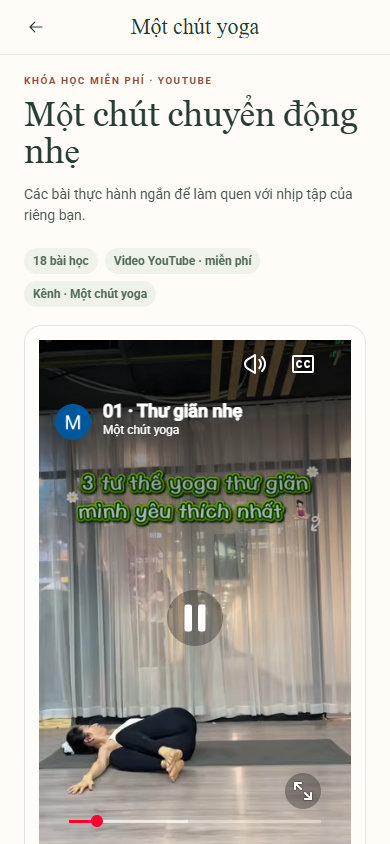 Một chút yoga
KHÓA HỌC MIỄN PHÍ · YOUTUBE
Một chút chuyển động
nhẹ
Các bài thực hành ngắn để làm quen với nhịp tập của
riêng bạn.
18 bài học
Video YouTube · miễn phí
Kênh · Một chút yoga
CC
M
01 · Thư giãn nhẹ
Một chút yoga
3 tư thế yoga thư giãn
mình yêu thích nhất